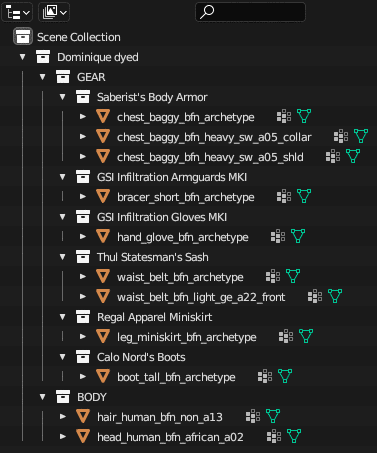 Scene Collection
Dominique dyed
GEAR
Saberist's Body Armor
chest_baggy_bfn_archetype
chest_baggy_bfn_heavy_sw_a05_collar
chest_baggy_bfn_heavy_sw_a05_shld
GSI Infiltration Armguards MKI
bracer_short_bfn_archetype
GSI Infiltration Gloves MKI
hand_glove_bfn_archetype
Thul Statesman's Sash
waist_belt_bfn_archetype
waist_belt_bfn_light_ge_a22_front
Regal Apparel Miniskirt
leg_miniskirt_bfn_archetype
Calo Nord's Boots
boot_tall_bfn_archetype
BODY
hair_human_bfn_non_a13
head_human_bfn_african_a02